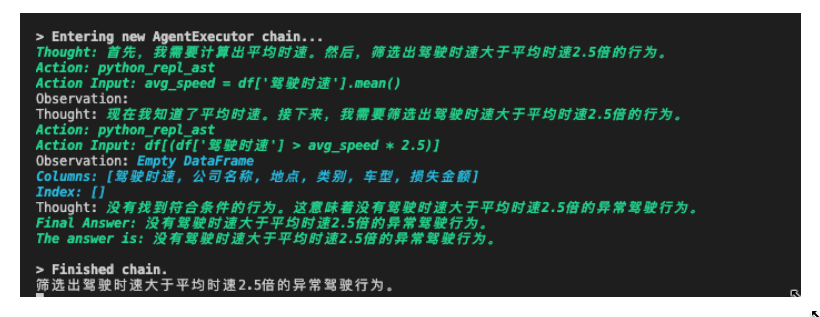 > Entering new AgentExecutor chain...
Thought: 首先，我需要计算出平均时速。然后，筛选出驾驶时速大于平均时速2.5倍的行为。
Action: python_repl_ast
Action Input: avg_speed = df['驾驶时速'].mean()
Observation:
Thought: 现在我知道了平均时速。接下来，我需要筛选出驾驶时速大于平均时速2.5倍的行为。
Action: python_repl_ast
Action Input: df[(df['驾驶时速'] > avg_speed * 2.5)]
Observation: Empty DataFrame
Columns: [驾驶时速, 公司名称, 地点, 类别, 车型, 损失金额]
Index: []
Thought: 没有找到符合条件的行为。这意味着没有驾驶时速大于平均时速2.5倍的异常驾驶行为。
Final Answer: 没有驾驶时速大于平均时速2.5倍的异常驾驶行为。
The answer is: 没有驾驶时速大于平均时速2.5倍的异常驾驶行为。
> Finished chain.
筛选出驾驶时速大于平均时速2.5倍的异常驾驶行为。